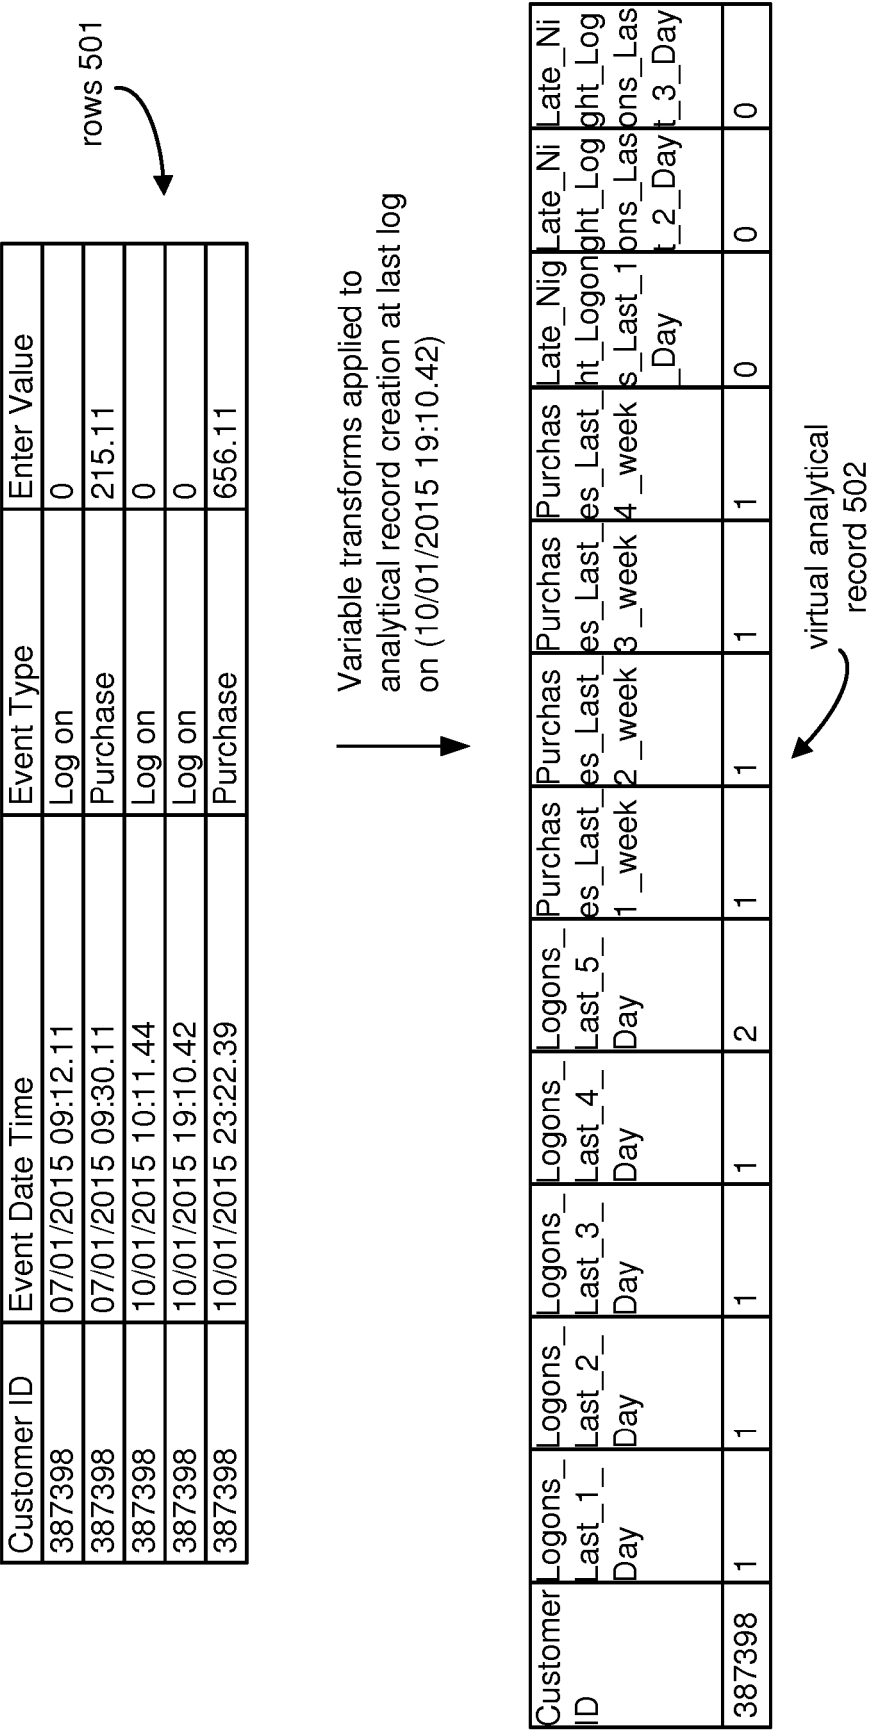 rows 501
Customer ID Event Date Time Event Type Enter Value
387398 07/01/2015 09:12.11 Log on 0
387398 07/01/2015 09:30.11 Purchase 215.11
387398 10/01/2015 10:11.44 Log on 0
387398 10/01/2015 19:10.42 Log on 0
387398 10/01/2015 23:22.39 Purchase 656.11
Variable transforms applied to
analytical record creation at last log
on (10/01/2015 19:10.42)
Customer Logons_ Logons_ Logons_ Logons_ Logons_ Purchas Purchas Purchas Purchas Late_Nig Late_Ni Late_Ni
ID Last_1_ Last_2_ Last_3_ Last_4_ Last_5_ es_Last_ es_Last_ es_Last_ es_Last_ ht_Logon ght_Log ght_Log
Day Day Day Day Day 1_week 2_week 3_week 4_week s_Last_1 ons_Las ons_Las
_Day t_2_Day t_3_Day
387398 1 1 1 1 2 1 1 1 1 0 0 0
virtual analytical
record 502